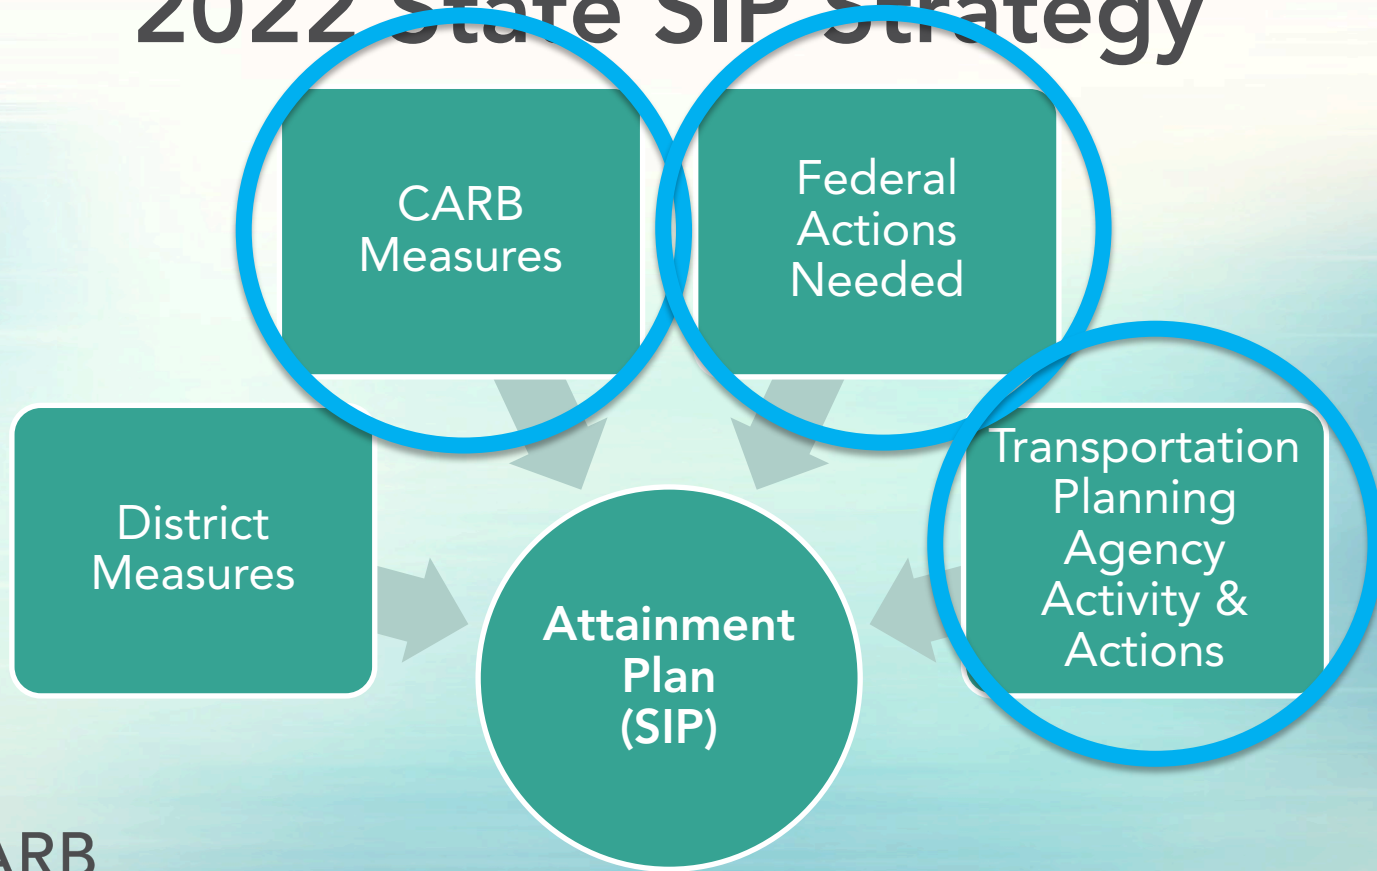 2022 State SIP Strategy
CARB
Measures
Federal
Actions
Needed
District
Measures
Transportation
Planning
Agency
Activity &
Actions
Attainment
Plan
(SIP)
ARB